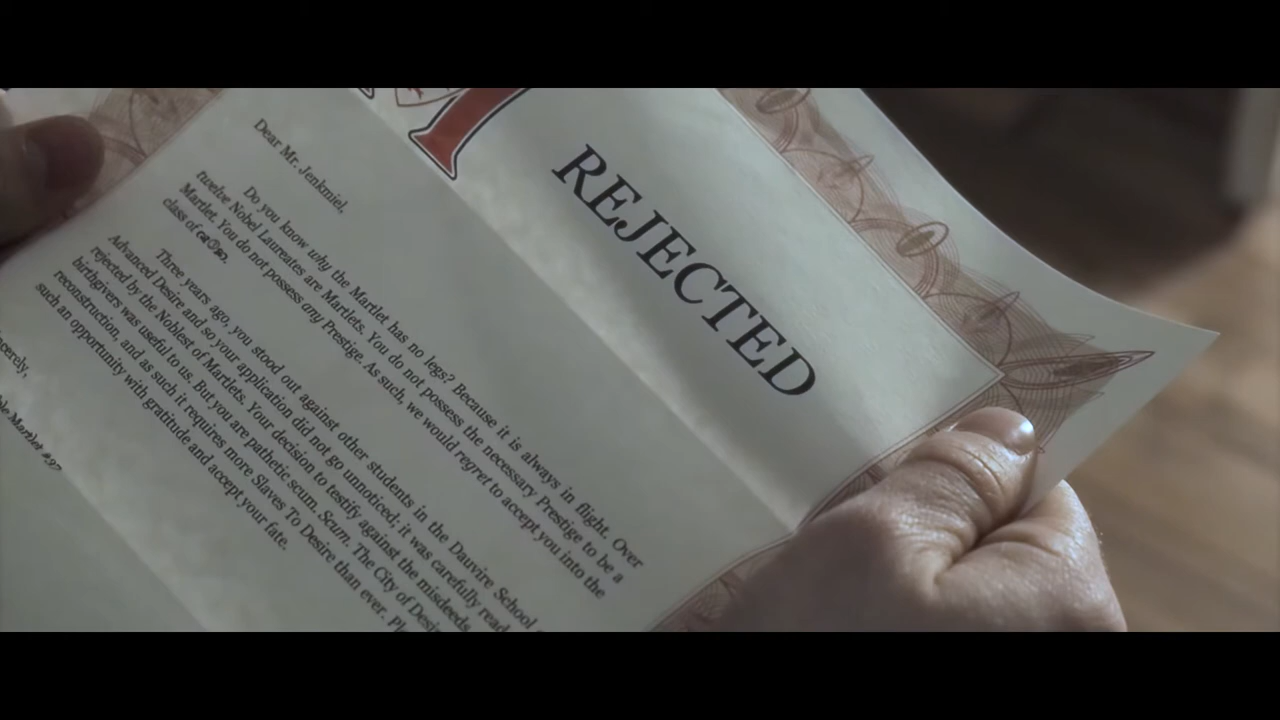 M
REJECTED
Dear Mr. Jenkmiel,
Do you know why the Martlet has no legs? Because it is always in flight. Over
twelve Nobel Laureates are Martlets. You do not possess the necessary Prestige to be a
Martlet. You do not possess any Prestige. As such, we would regret to accept you into the
class of
Three years ago, you stood out against other students in the Dauvire School
Advanced Desire and so your application did not go unnoticed; it was carefully read
rejected by the Noblest of Martlets. Your decision to testify against the misdeeds
birthgivers was useful to us. But you are pathetic scum. Scum. The City of Desir
reconstruction, and as such it requires more Slaves To Desire than ever. Pl
such an opportunity with gratitude and accept your fate.
incerely,
ble Martlet #97